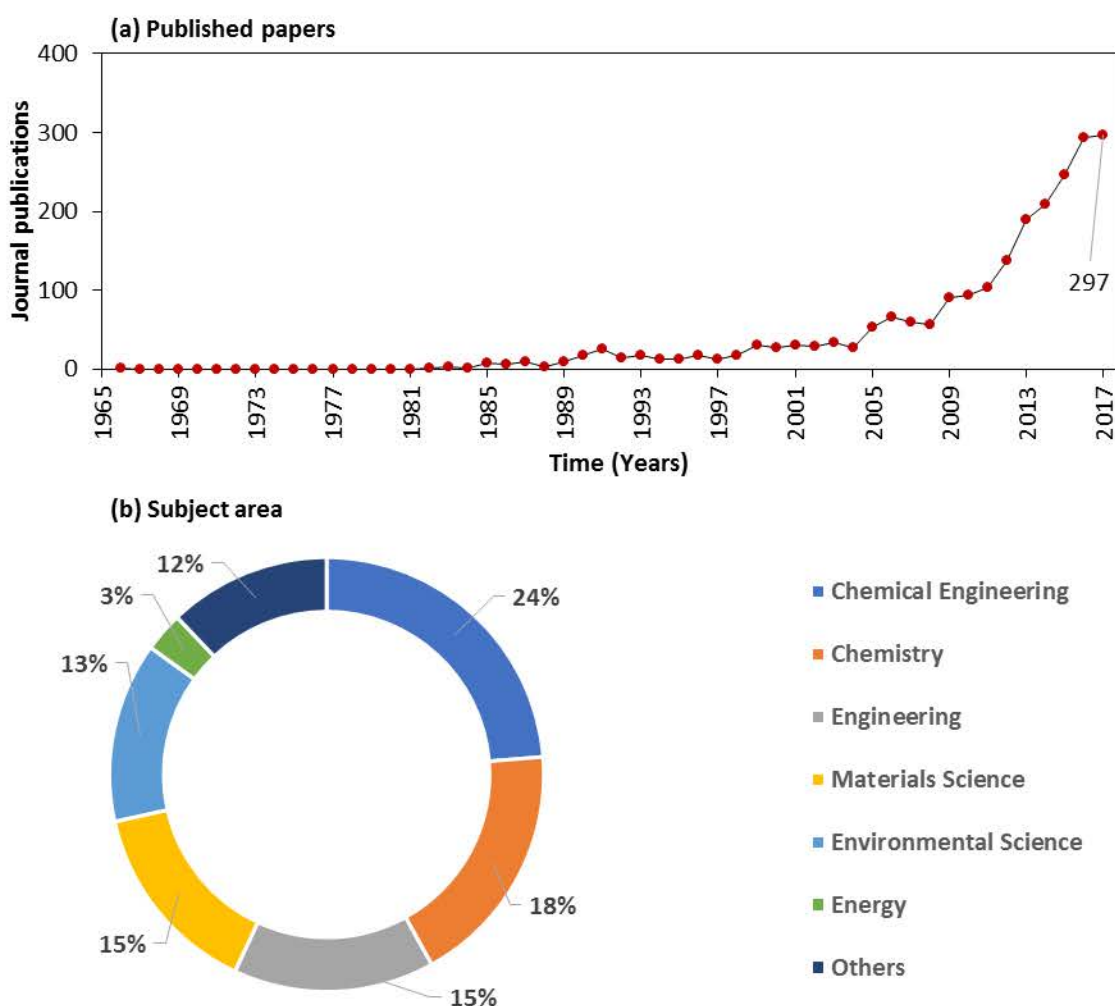 (a) Published papers
400
300
200
100
0
Journal publications
297
1965
1969
1973
1977
1981
1985
1989
1993
1997
2001
2005
2009
2013
2017
Time (Years)
(b) Subject area
12%
3%
13%
15%
15%
18%
24%
Chemical Engineering
Chemistry
Engineering
Materials Science
Environmental Science
Energy
Others